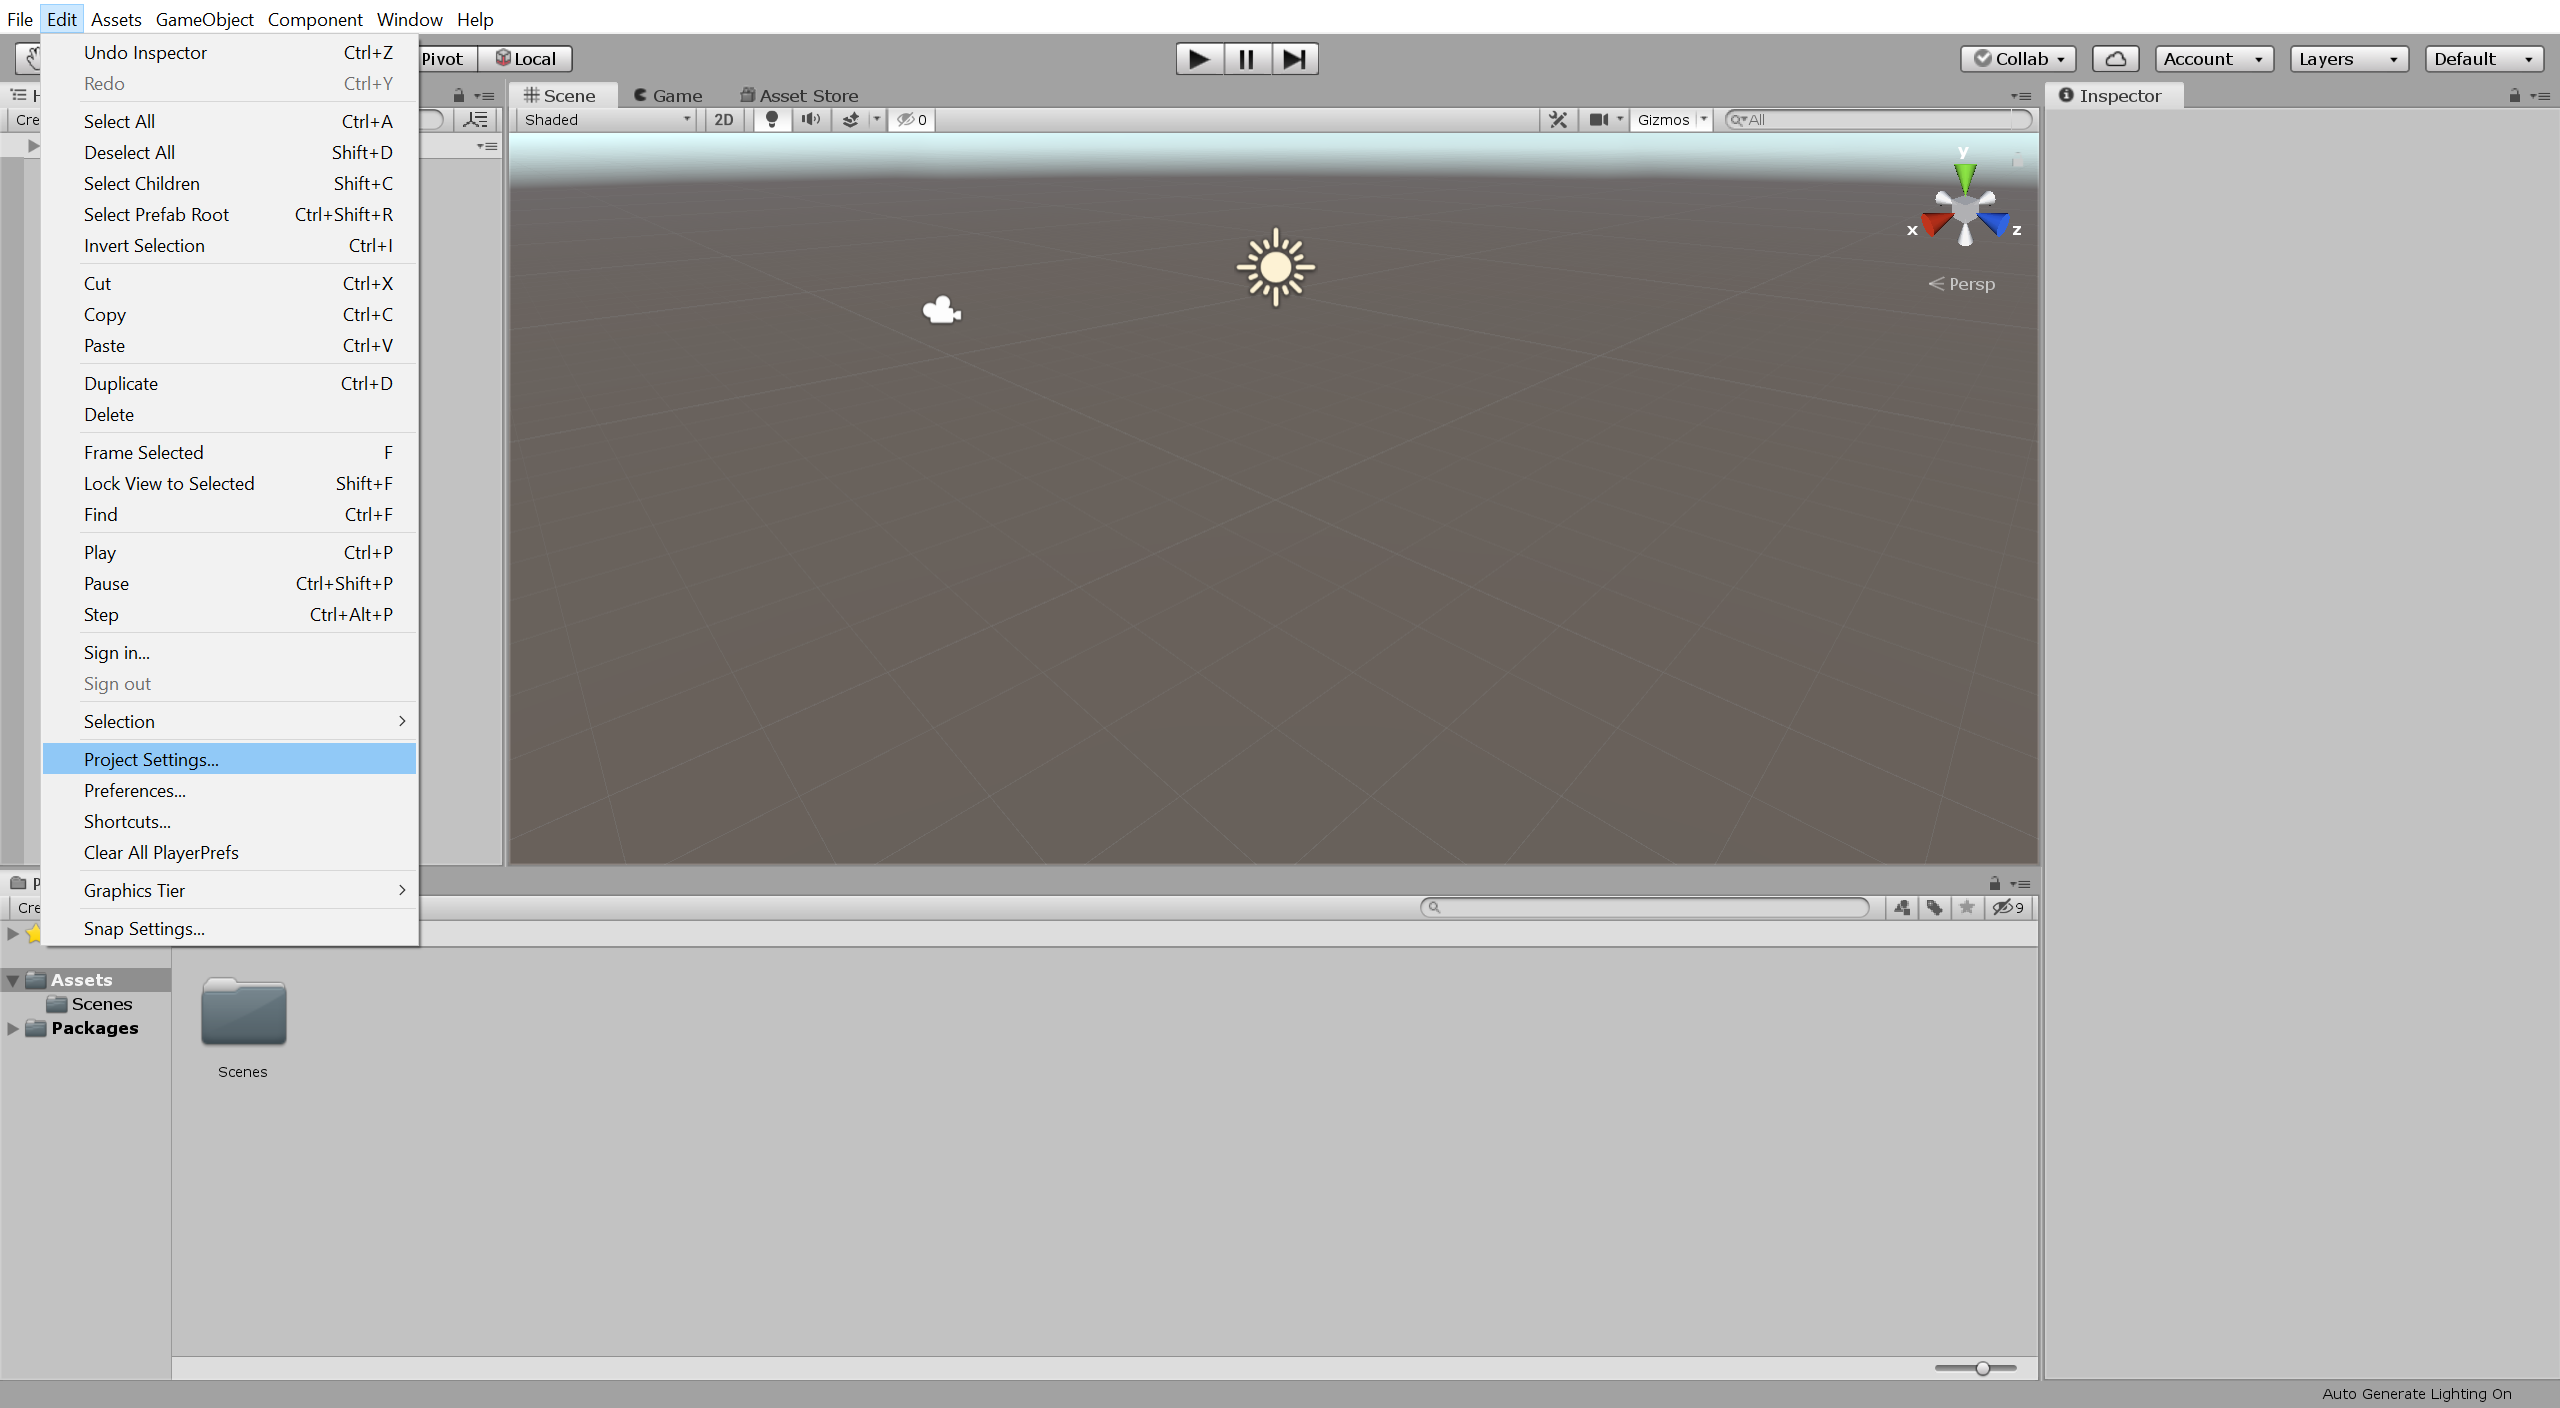 File Edit Assets GameObject Component Window Help
Undo Inspector Ctrl+Z
Redo Ctrl+Y
Select All Ctrl+A
Deselect All Shift+D
Select Children Shift+C
Select Prefab Root Ctrl+Shift+R
Invert Selection Ctrl+I
Cut Ctrl+X
Copy Ctrl+C
Paste Ctrl+V
Duplicate Ctrl+D
Delete
Frame Selected F
Lock View to Selected Shift+F
Find Ctrl+F
Play Ctrl+P
Pause Ctrl+Shift+P
Step Ctrl+Alt+P
Sign in...
Sign out
Selection
Project Settings...
Preferences...
Shortcuts...
Clear All PlayerPrefs
Graphics Tier
Snap Settings...
Pivot Local
Collab Account Layers Default
Scene Game Asset Store
Inspector
Cre
Shaded 2D 0 Gizmos All
y
x z
Persp
P
Cre
9
Assets
Scenes
Packages
Scenes
Auto Generate Lighting On